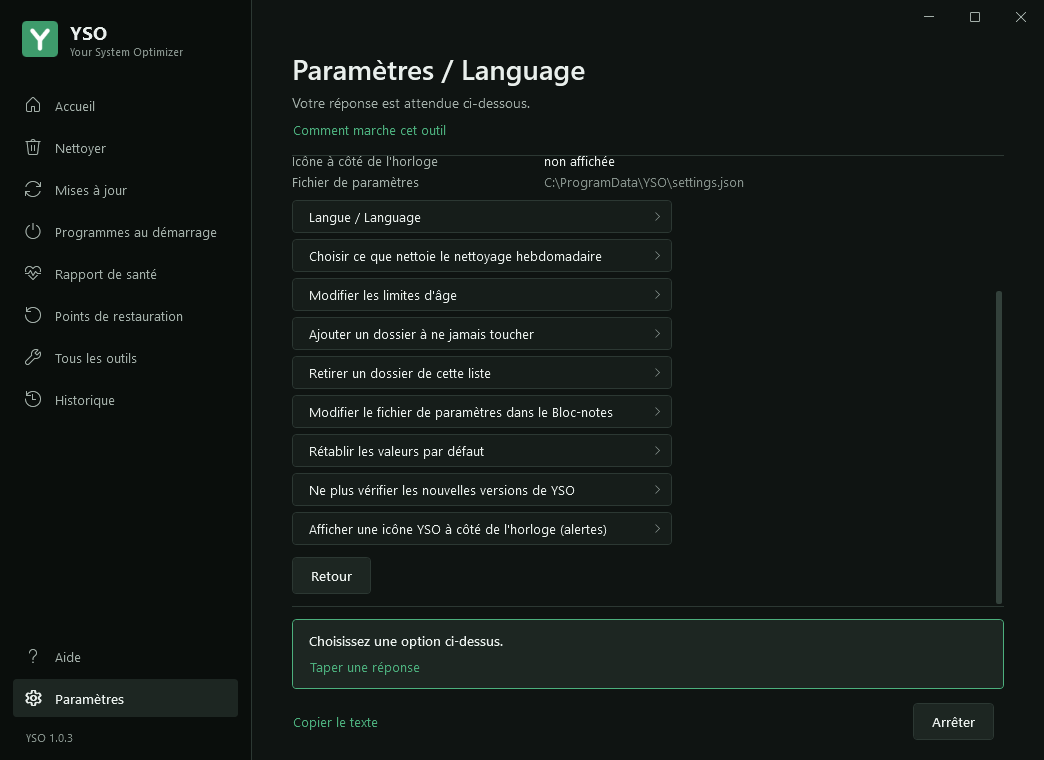 YSO
Your System Optimizer
Accueil
Nettoyer
Mises à jour
Programmes au démarrage
Rapport de santé
Points de restauration
Tous les outils
Historique
Aide
Paramètres
YSO 1.0.3
Paramètres / Language
Votre réponse est attendue ci-dessous.
Comment marche cet outil
Icône à côté de l'horloge non affichée
Fichier de paramètres C:\ProgramData\YSO\settings.json
Langue / Language
Choisir ce que nettoie le nettoyage hebdomadaire
Modifier les limites d'âge
Ajouter un dossier à ne jamais toucher
Retirer un dossier de cette liste
Modifier le fichier de paramètres dans le Bloc-notes
Rétablir les valeurs par défaut
Ne plus vérifier les nouvelles versions de YSO
Afficher une icône YSO à côté de l'horloge (alertes)
Retour
Choisissez une option ci-dessus.
Taper une réponse
Copier le texte
Arrêter